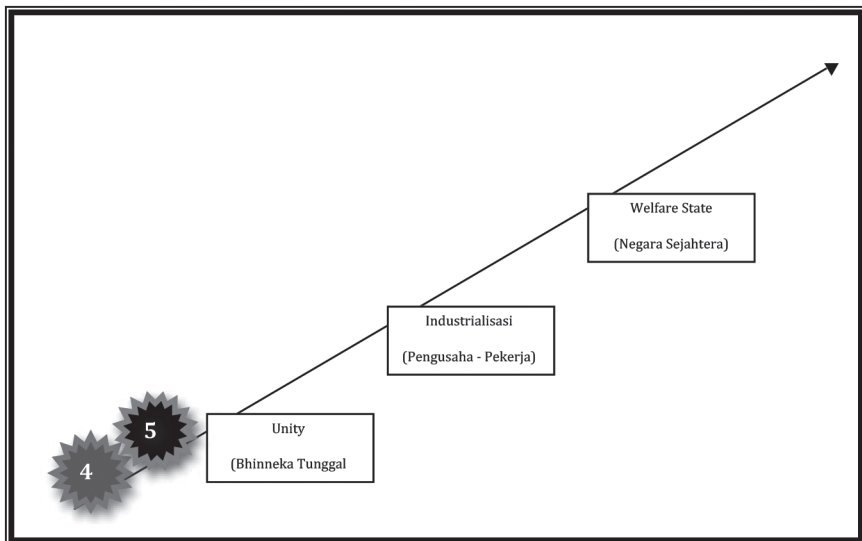 Welfare State
(Negara Sejahtera)
Industrialisasi
(Pengusaha - Pekerja)
5
4
Unity
(Bhinneka Tunggal